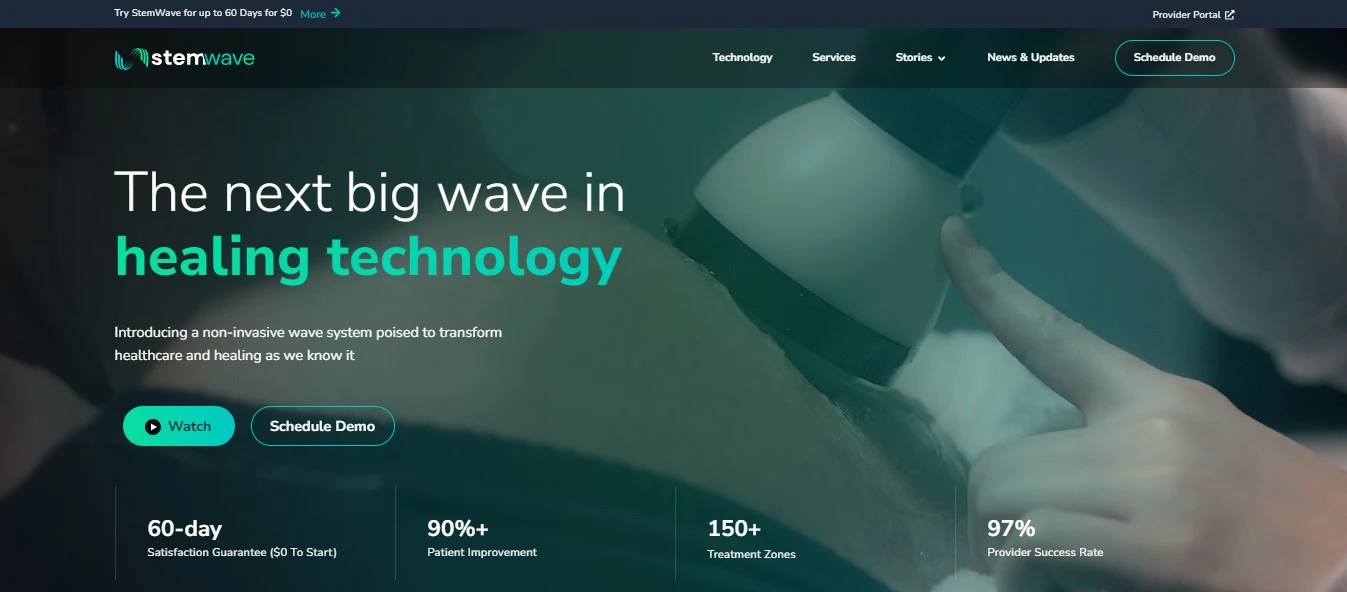 Try StemWave for up to 60 Days for $0 More
Provider Portal
stemwave
Technology
Services
Stories
News & Updates
Schedule Demo
The next big wave in
healing technology
Introducing a non-invasive wave system poised to transform
healthcare and healing as we know it
Watch
Schedule Demo
60-day
Satisfaction Guarantee ($0 To Start)
90%+
Patient Improvement
150+
Treatment Zones
97%
Provider Success Rate